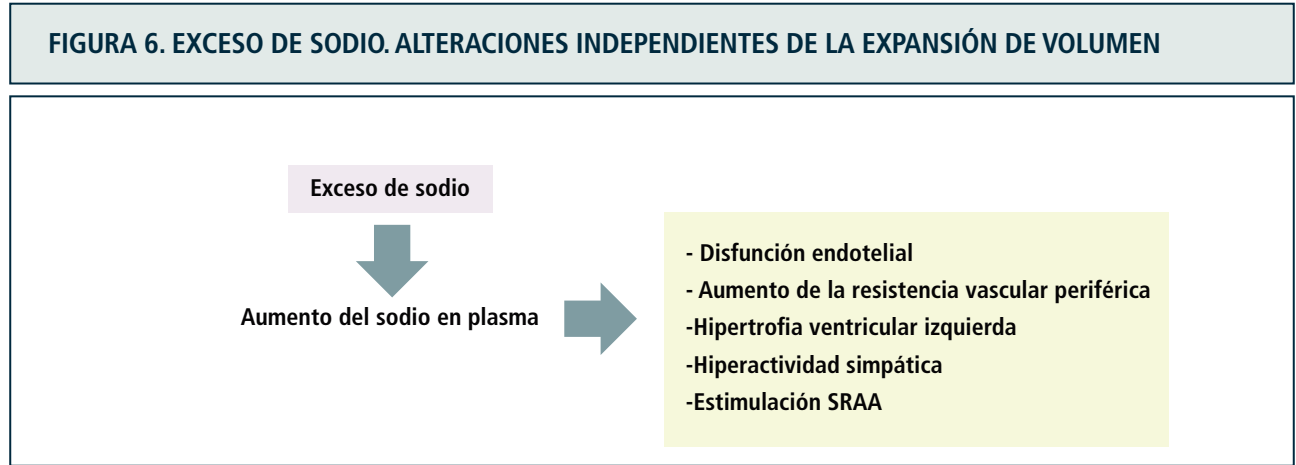 FIGURA 6. EXCESO DE SODIO. ALTERACIONES INDEPENDIENTES DE LA EXPANSIÓN DE VOLUMEN
Exceso de sodio
Aumento del sodio en plasma
- Disfunción endotelial
- Aumento de la resistencia vascular periférica
-Hipertrofia ventricular izquierda
-Hiperactividad simpática
-Estimulación SRAA